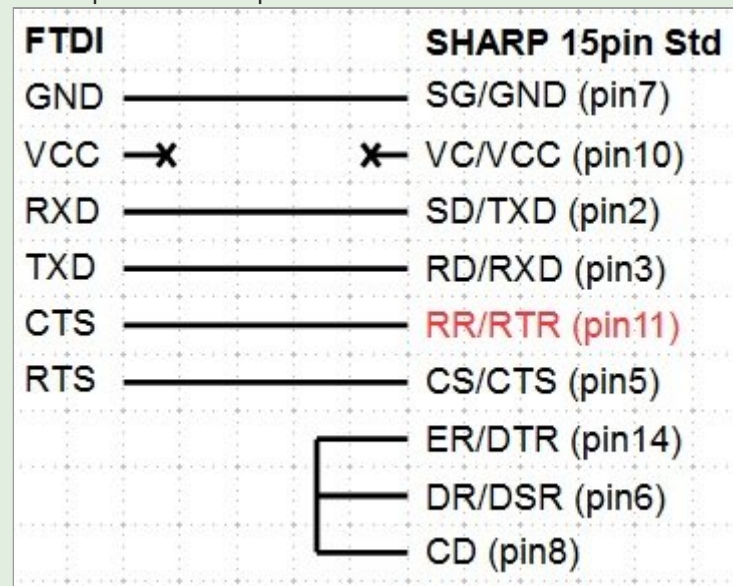 FTDI SHARP 15pin Std
GND SG/GND (pin7)
VCC VC/VCC (pin10)
RXD SD/TXD (pin2)
TXD RD/RXD (pin3)
CTS RR/RTR (pin11)
RTS CS/CTS (pin5)
ER/DTR (pin14)
DR/DSR (pin6)
CD (pin8)